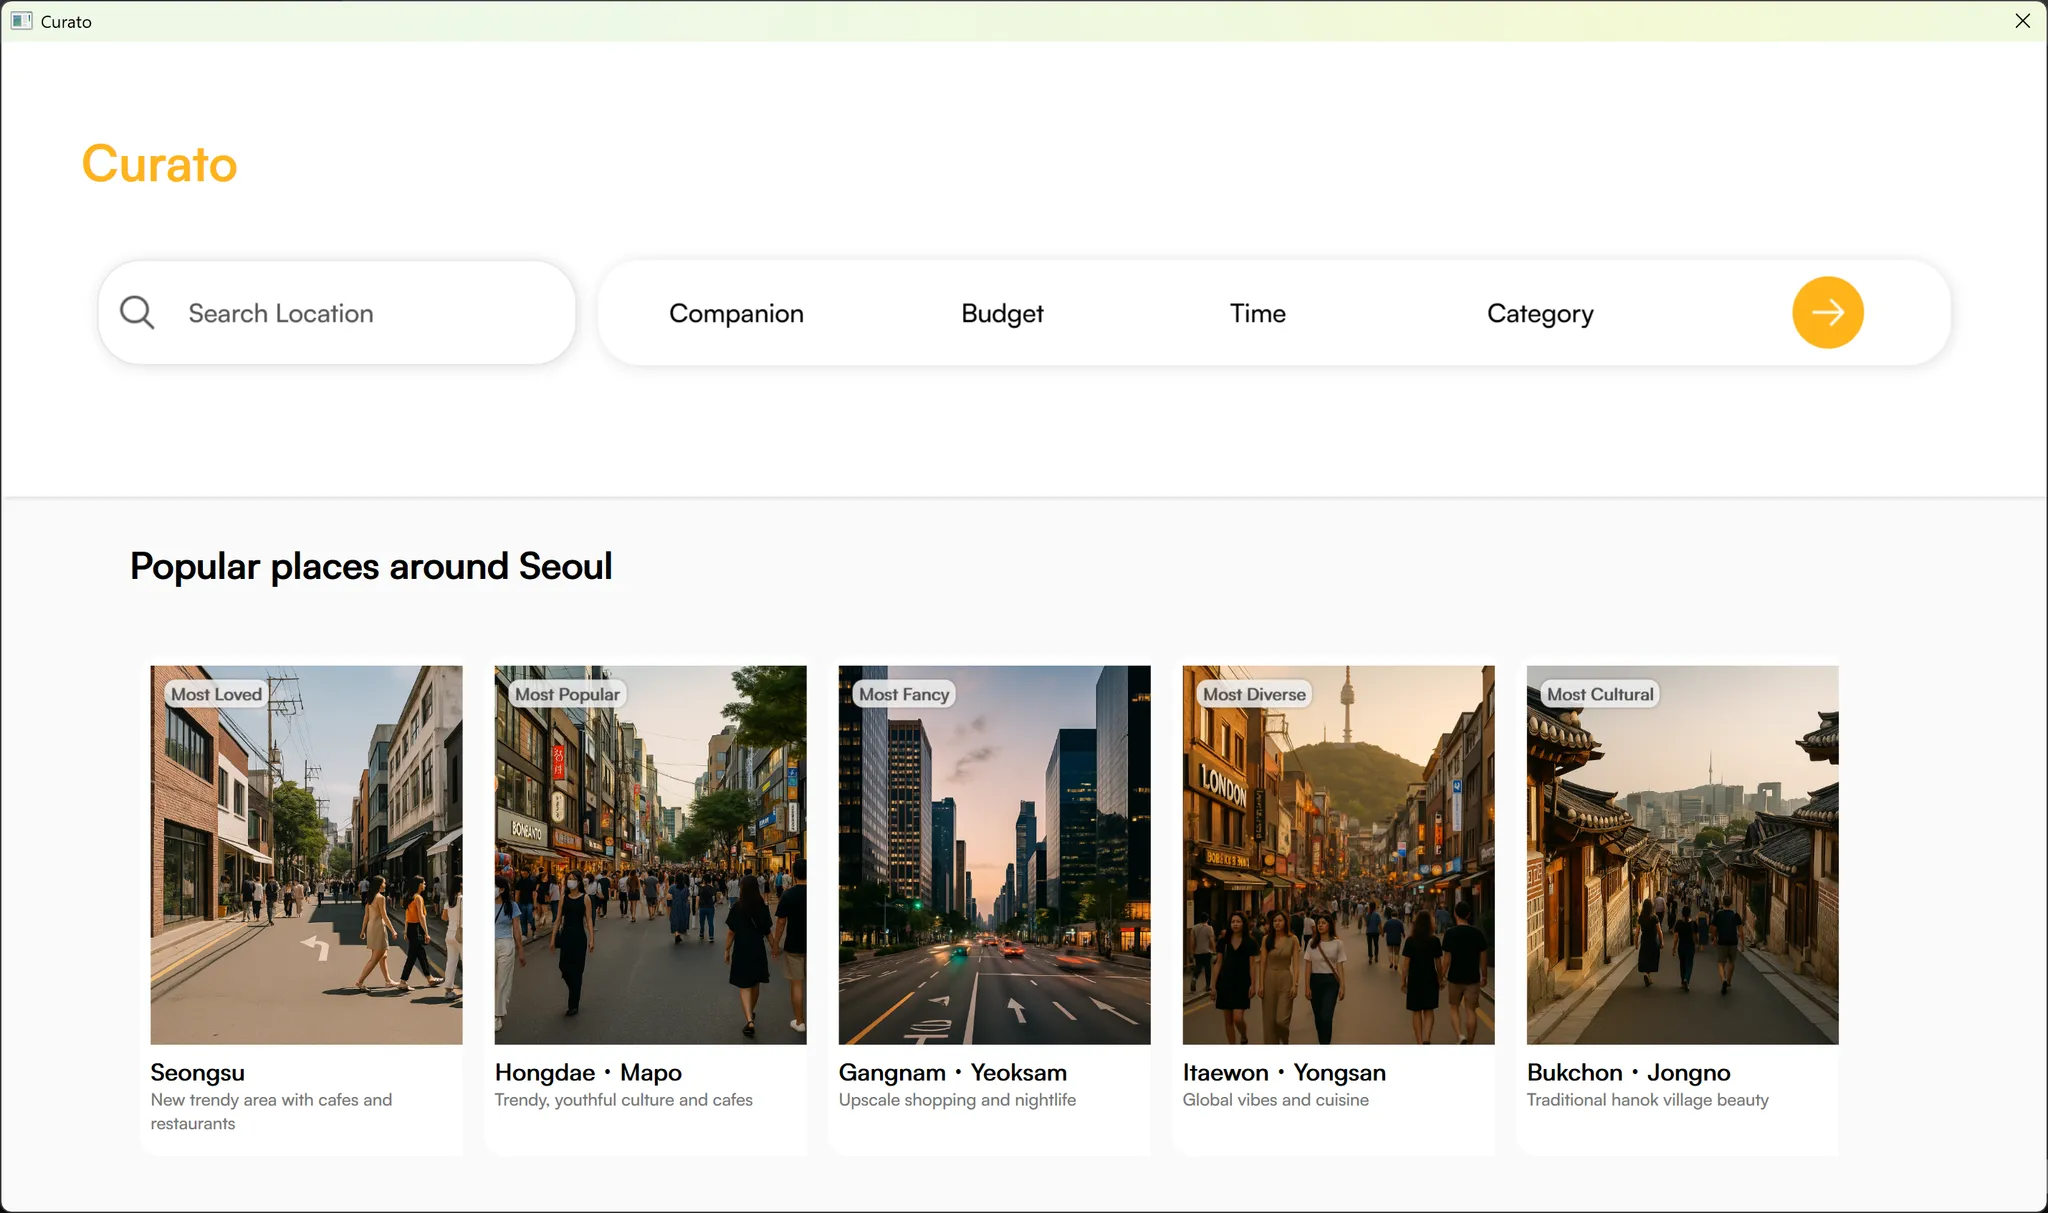 Curato
Curato
Search Location
Companion
Budget
Time
Category
Popular places around Seoul
Most Loved
Most Popular
Most Fancy
Most Diverse
Most Cultural
LONDON
Seongsu
New trendy area with cafes and
restaurants
Hongdae • Mapo
Trendy, youthful culture and cafes
Gangnam • Yeoksam
Upscale shopping and nightlife
Itaewon • Yongsan
Global vibes and cuisine
Bukchon • Jongno
Traditional hanok village beauty